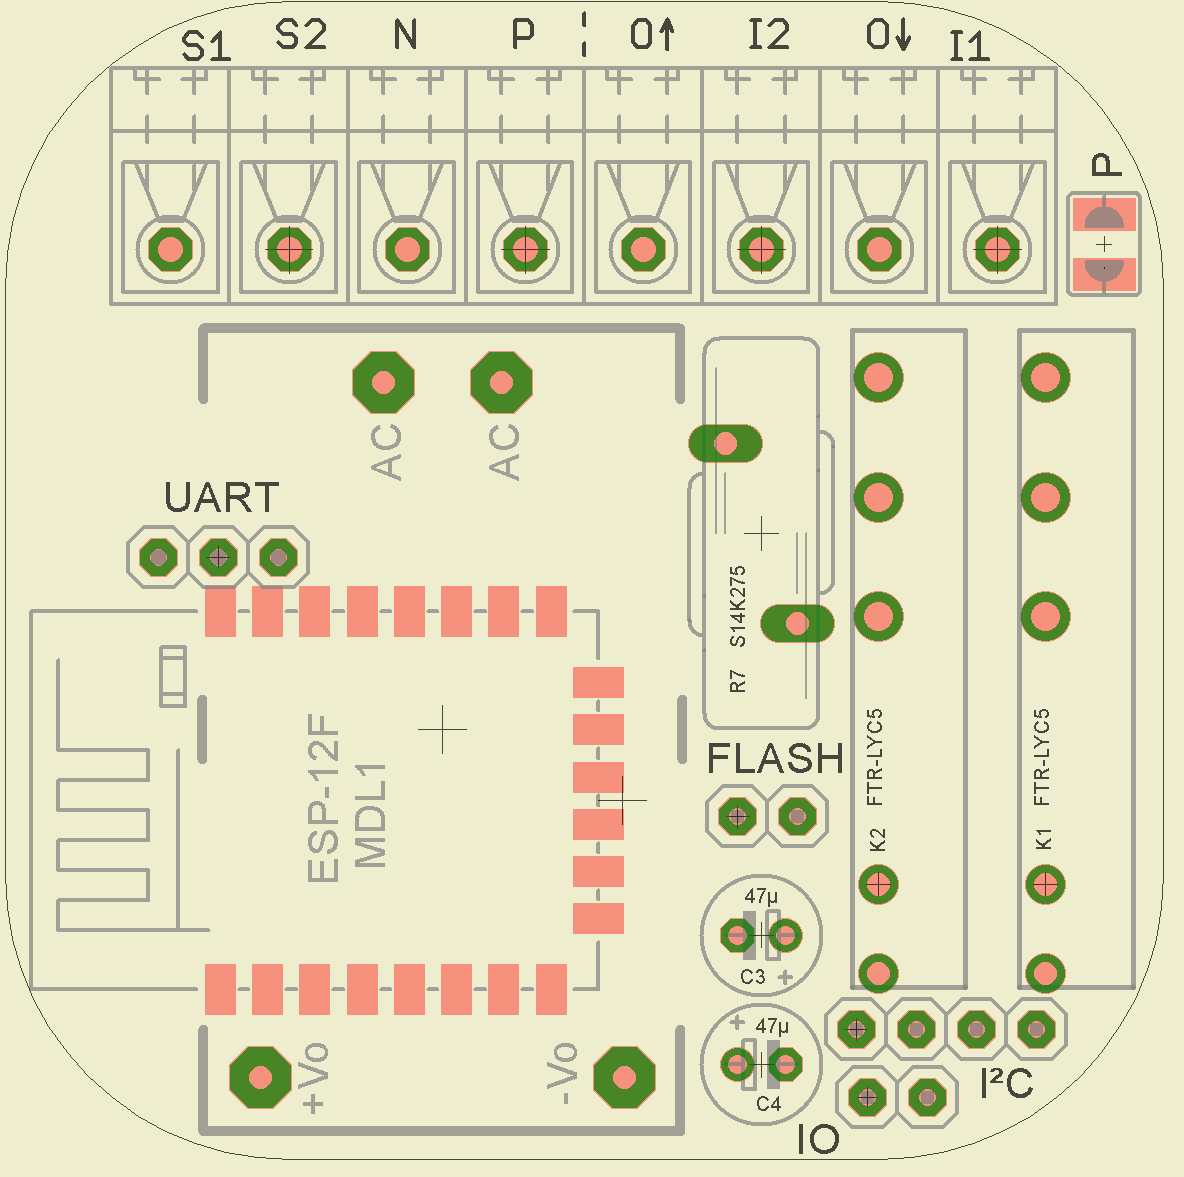 S1 S2 N P O↑ I2 O↓ I1
P
AC AC
UART
S14K275
R7
ESP-12F
MDL1
FLASH
FTR-LYC5
K2
FTR-LYC5
K1
47µ
C3
+
+
47µ
C4
+Vo
-Vo
I²C
IO